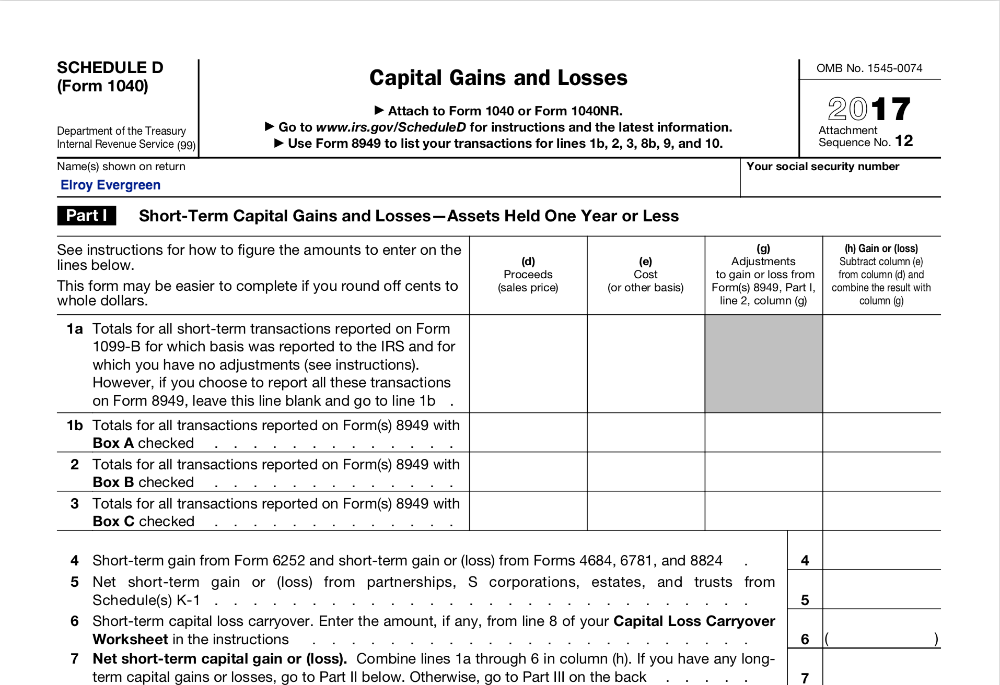 SCHEDULE D
(Form 1040)
Department of the Treasury
Internal Revenue Service (99)
Capital Gains and Losses
▶ Attach to Form 1040 or Form 1040NR.
▶ Go to www.irs.gov/ScheduleD for instructions and the latest information.
▶ Use Form 8949 to list your transactions for lines 1b, 2, 3, 8b, 9, and 10.
OMB No. 1545-0074
2017
Attachment
Sequence No. 12
Name(s) shown on return
Elroy Evergreen
Your social security number
Part I Short-Term Capital Gains and Losses—Assets Held One Year or Less
See instructions for how to figure the amounts to enter on the
lines below.
This form may be easier to complete if you round off cents to
whole dollars.
(d)
Proceeds
(sales price)
(e)
Cost
(or other basis)
(g)
Adjustments
to gain or loss from
Form(s) 8949, Part I,
line 2, column (g)
(h) Gain or (loss)
Subtract column (e)
from column (d) and
combine the result with
column (g)
1a Totals for all short-term transactions reported on Form
1099-B for which basis was reported to the IRS and for
which you have no adjustments (see instructions).
However, if you choose to report all these transactions
on Form 8949, leave this line blank and go to line 1b .
1b Totals for all transactions reported on Form(s) 8949 with
Box A checked . . . . . . . . . . . . .
2 Totals for all transactions reported on Form(s) 8949 with
Box B checked . . . . . . . . . . . . .
3 Totals for all transactions reported on Form(s) 8949 with
Box C checked . . . . . . . . . . . . .
4 Short-term gain from Form 6252 and short-term gain or (loss) from Forms 4684, 6781, and 8824 . 4
5 Net short-term gain or (loss) from partnerships, S corporations, estates, and trusts from
Schedule(s) K-1 . . . . . . . . . . . . . . . . . . . . . . . . . . . . 5
6 Short-term capital loss carryover. Enter the amount, if any, from line 8 of your Capital Loss Carryover
Worksheet in the instructions . . . . . . . . . . . . . . . . . . . . . . . 6 ( )
7 Net short-term capital gain or (loss). Combine lines 1a through 6 in column (h). If you have any long-
term capital gains or losses, go to Part II below. Otherwise, go to Part III on the back . . . . . 7